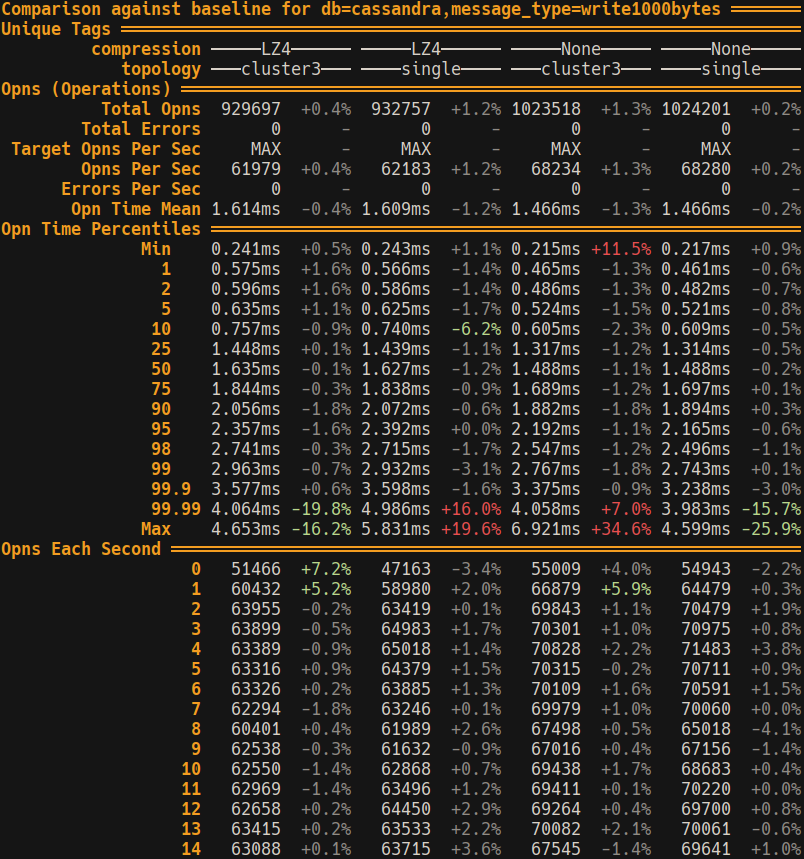 Comparison against baseline for db=cassandra,message_type=write1000bytes
Unique Tags
compression LZ4 LZ4 None None
topology cluster3 single cluster3 single
Opns (Operations)
Total Opns 929697 +0.4% 932757 +1.2% 1023518 +1.3% 1024201 +0.2%
Total Errors 0 - 0 - 0 - 0 -
Target Opns Per Sec MAX - MAX - MAX - MAX -
Opns Per Sec 61979 +0.4% 62183 +1.2% 68234 +1.3% 68280 +0.2%
Errors Per Sec 0 - 0 - 0 - 0 -
Opn Time Mean 1.614ms -0.4% 1.609ms -1.2% 1.466ms -1.3% 1.466ms -0.2%
Opn Time Percentiles
Min 0.241ms +0.5% 0.243ms +1.1% 0.215ms +11.5% 0.217ms +0.9%
1 0.575ms +1.6% 0.566ms -1.4% 0.465ms -1.3% 0.461ms -0.6%
2 0.596ms +1.6% 0.586ms -1.4% 0.486ms -1.3% 0.482ms -0.7%
5 0.635ms +1.1% 0.625ms -1.7% 0.524ms -1.5% 0.521ms -0.8%
10 0.757ms -0.9% 0.740ms -6.2% 0.605ms -2.3% 0.609ms -0.5%
25 1.448ms +0.1% 1.439ms -1.1% 1.317ms -1.2% 1.314ms -0.5%
50 1.635ms -0.1% 1.627ms -1.2% 1.488ms -1.1% 1.488ms -0.2%
75 1.844ms -0.3% 1.838ms -0.9% 1.689ms -1.2% 1.697ms +0.1%
90 2.056ms -1.8% 2.072ms -0.6% 1.882ms -1.8% 1.894ms +0.3%
95 2.357ms -1.6% 2.392ms +0.0% 2.192ms -1.1% 2.165ms -0.6%
98 2.741ms -0.3% 2.715ms -1.7% 2.547ms -1.2% 2.496ms -1.1%
99 2.963ms -0.7% 2.932ms -3.1% 2.767ms -1.8% 2.743ms +0.1%
99.9 3.577ms +0.6% 3.598ms -1.6% 3.375ms -0.9% 3.238ms -3.0%
99.99 4.064ms -19.8% 4.986ms +16.0% 4.058ms +7.0% 3.983ms -15.7%
Max 4.653ms -16.2% 5.831ms +19.6% 6.921ms +34.6% 4.599ms -25.9%
Opns Each Second
0 51466 +7.2% 47163 -3.4% 55009 +4.0% 54943 -2.2%
1 60432 +5.2% 58980 +2.0% 66879 +5.9% 64479 +0.3%
2 63955 -0.2% 63419 +0.1% 69843 +1.1% 70479 +1.9%
3 63899 -0.5% 64983 +1.7% 70301 +1.0% 70975 +0.8%
4 63389 -0.9% 65018 +1.4% 70828 +2.2% 71483 +3.8%
5 63316 +0.9% 64379 +1.5% 70315 -0.2% 70711 +0.9%
6 63326 +0.2% 63885 +1.3% 70109 +1.6% 70591 +1.5%
7 62294 -1.8% 63246 +0.1% 69979 +1.0% 70060 +0.0%
8 60401 +0.4% 61989 +2.6% 67498 +0.5% 65018 -4.1%
9 62538 -0.3% 61632 -0.9% 67016 +0.4% 67156 -1.4%
10 62550 -1.4% 62868 +0.7% 69438 +1.7% 68683 +0.4%
11 62969 -1.4% 63496 +1.2% 69411 +0.1% 70220 +0.0%
12 62658 +0.2% 64450 +2.9% 69264 +0.4% 69700 +0.8%
13 63415 +0.2% 63533 +2.2% 70082 +2.1% 70061 -0.6%
14 63088 +0.1% 63715 +3.6% 67545 -1.4% 69641 +1.0%